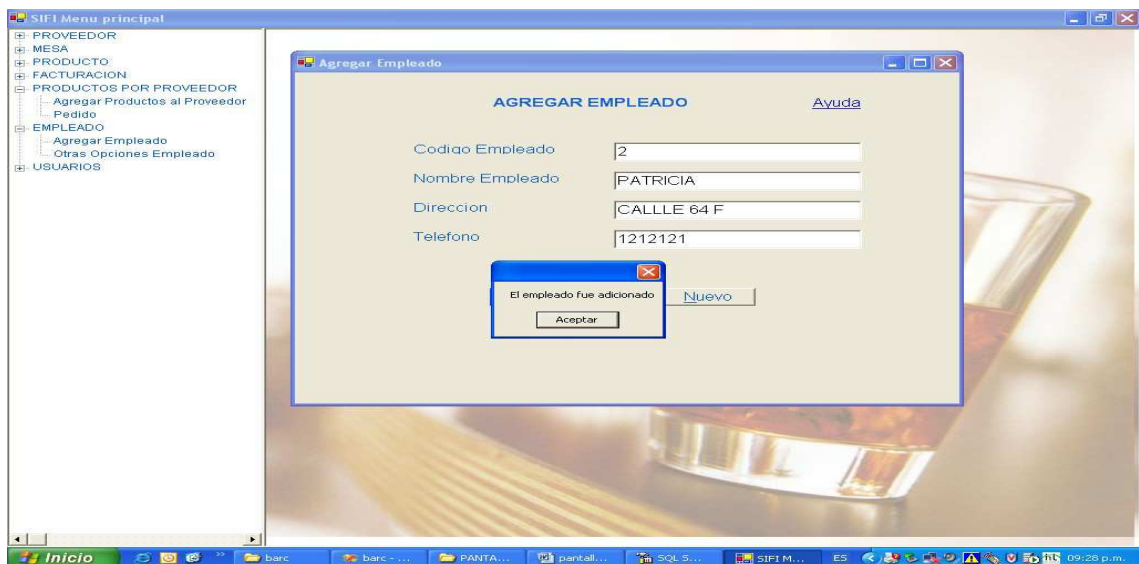 SIFI Menu principal
PROVEEDOR
MESA
PRODUCTO
FACTURACION
PRODUCTOS POR PROVEEDOR
Agregar Productos al Proveedor
Pedido
EMPLEADO
Agregar Empleado
Otras Opciones Empleado
USUARIOS
Agregar Empleado
AGREGAR EMPLEADO
Ayuda
Codigo Empleado
2
Nombre Empleado
PATRICIA
Direccion
CALLLE 64 F
Telefono
1212121
El empleado fue adicionado
Aceptar
Nuevo
Inicio
barc
barc - ...
PANTA...
pantall...
SQL S...
SIFI M...
ES
09:28 p.m.